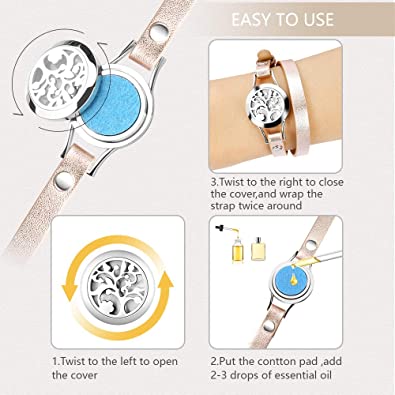 EASY TO USE
3.Twist to the right to close
the cover,and wrap the
strap twice around
1.Twist to the left to open
the cover
2.Put the contton pad ,add
2-3 drops of essential oil